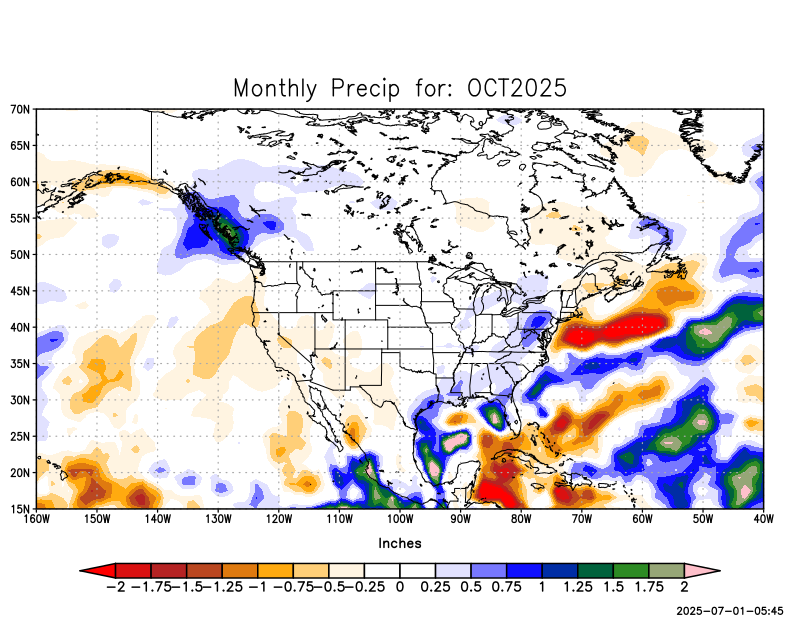 Monthly Precip for: OCT2025
70N
65N
60N
55N
50N
45N
40N
35N
30N
25N
20N
15N
160W 150W 140W 130W 120W 110W 100W 90W 80W 70W 60W 50W 40W
Inches
-2 -1.75 -1.5 -1.25 -1 -0.75 -0.5 -0.25 0 0.25 0.5 0.75 1 1.25 1.5 1.75 2
2025-07-01-05:45